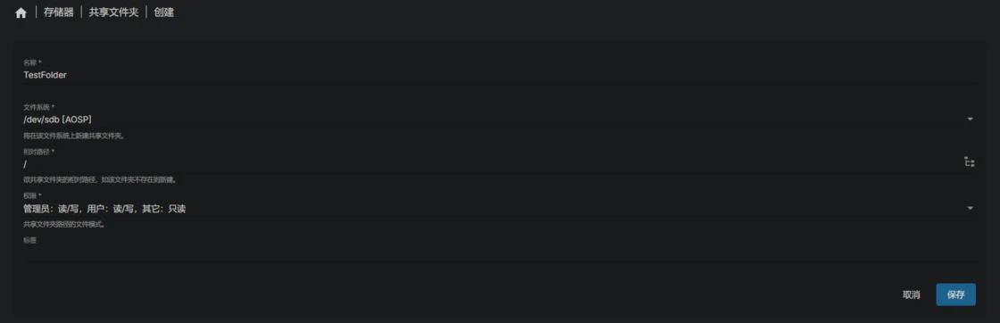 存储器 | 共享文件夹 | 创建
名称 *
TestFolder
文件系统 *
/dev/sdb [AOSP]
将在该文件系统上新建共享文件夹。
相对路径 *
/
欲共享文件夹的相对路径，如该文件夹不存在则新建。
权限 *
管理员：读/写，用户：读/写，其它：只读
共享文件夹路径的文件模式。
标签
取消 保存